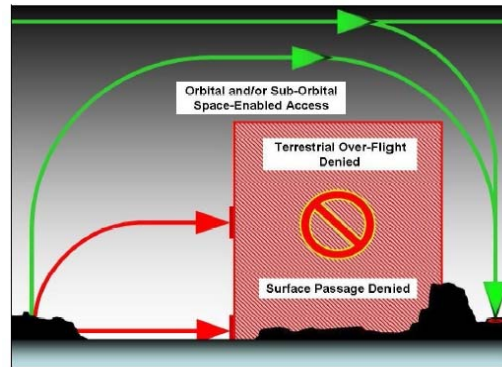 Orbital and/or Sub-Orbital
Space-Enabled Access
Terrestrial Over-Flight
Denied
Surface Passage Denied